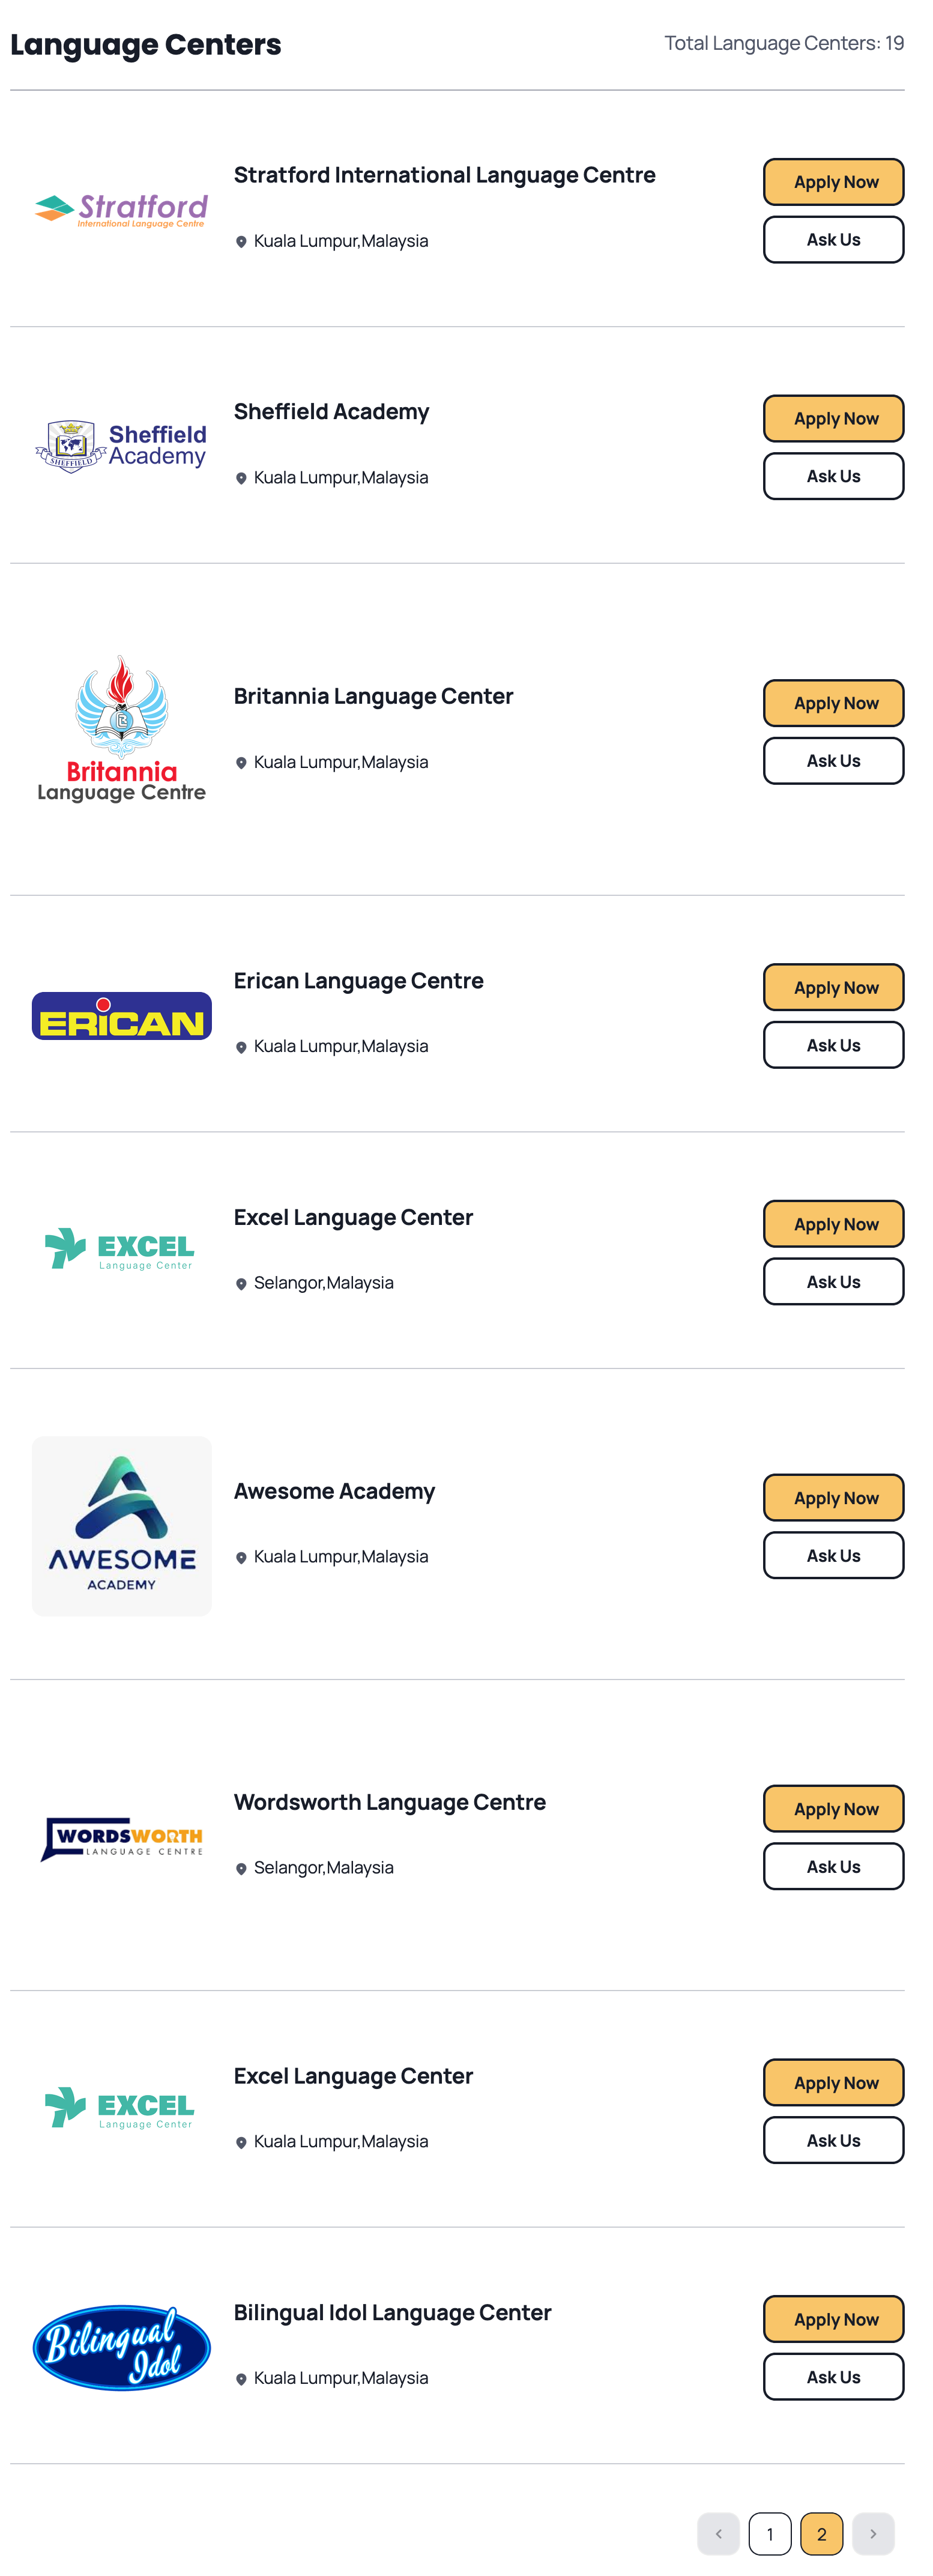 Language Centers
Total Language Centers: 19
Stratford
International Language Centre
Stratford International Language Centre
Kuala Lumpur,Malaysia
Apply Now
Ask Us
SHEFFIELD
Sheffield
Academy
Sheffield Academy
Kuala Lumpur,Malaysia
Apply Now
Ask Us
Britannia
Language Centre
Britannia Language Center
Kuala Lumpur,Malaysia
Apply Now
Ask Us
ERiCAN
Erican Language Centre
Kuala Lumpur,Malaysia
Apply Now
Ask Us
EXCEL
Language Center
Excel Language Center
Selangor,Malaysia
Apply Now
Ask Us
AWESOME
ACADEMY
Awesome Academy
Kuala Lumpur,Malaysia
Apply Now
Ask Us
WORDSWORTH
LANGUAGE CENTRE
Wordsworth Language Centre
Selangor,Malaysia
Apply Now
Ask Us
EXCEL
Language Center
Excel Language Center
Kuala Lumpur,Malaysia
Apply Now
Ask Us
Bilingual
Idol
Bilingual Idol Language Center
Kuala Lumpur,Malaysia
Apply Now
Ask Us
1 2